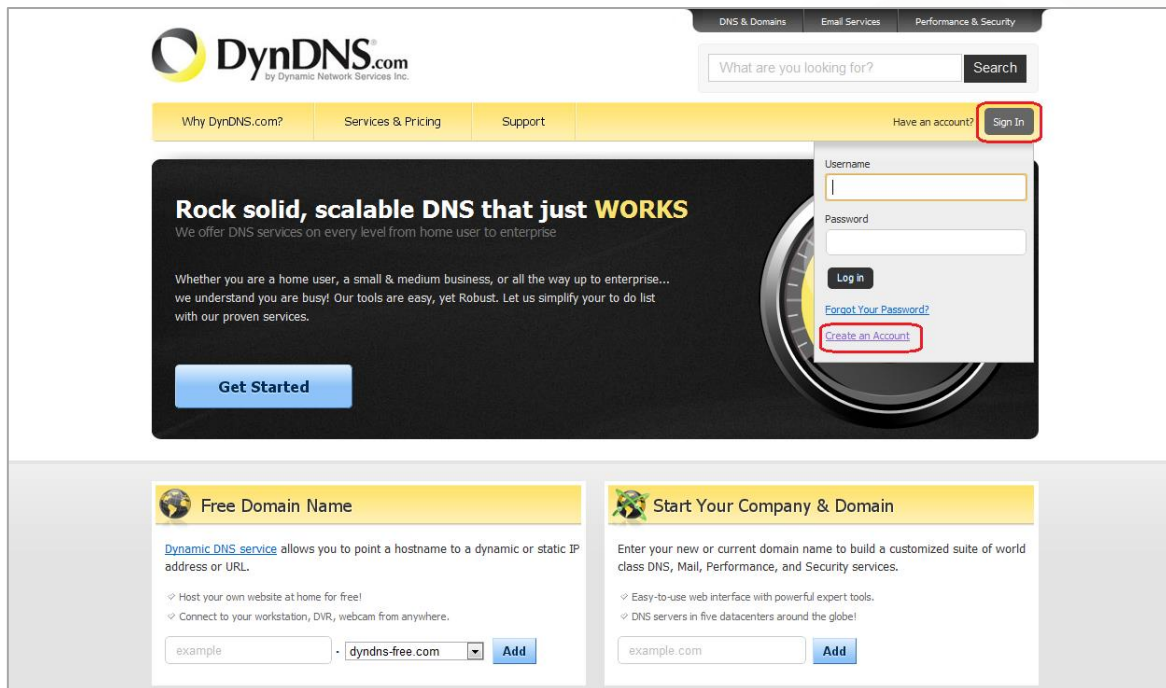 DNS & Domains
Email Services
Performance & Security
DynDNS.com
by Dynamic Network Services Inc.
What are you looking for?
Search
Why DynDNS.com?
Services & Pricing
Support
Have an account?
Sign In
Username
Password
Log in
Forgot Your Password?
Create an Account
Rock solid, scalable DNS that just WORKS
We offer DNS services on every level from home user to enterprise
Whether you are a home user, a small & medium business, or all the way up to enterprise...
we understand you are busy! Our tools are easy, yet Robust. Let us simplify your to do list
with our proven services.
Get Started
Free Domain Name
Dynamic DNS service allows you to point a hostname to a dynamic or static IP
address or URL.
Host your own website at home for free!
Connect to your workstation, DVR, webcam from anywhere.
example
. dyndns-free.com
Add
Start Your Company & Domain
Enter your new or current domain name to build a customized suite of world
class DNS, Mail, Performance, and Security services.
Easy-to-use web interface with powerful expert tools.
DNS servers in five datacenters around the globe!
example.com
Add